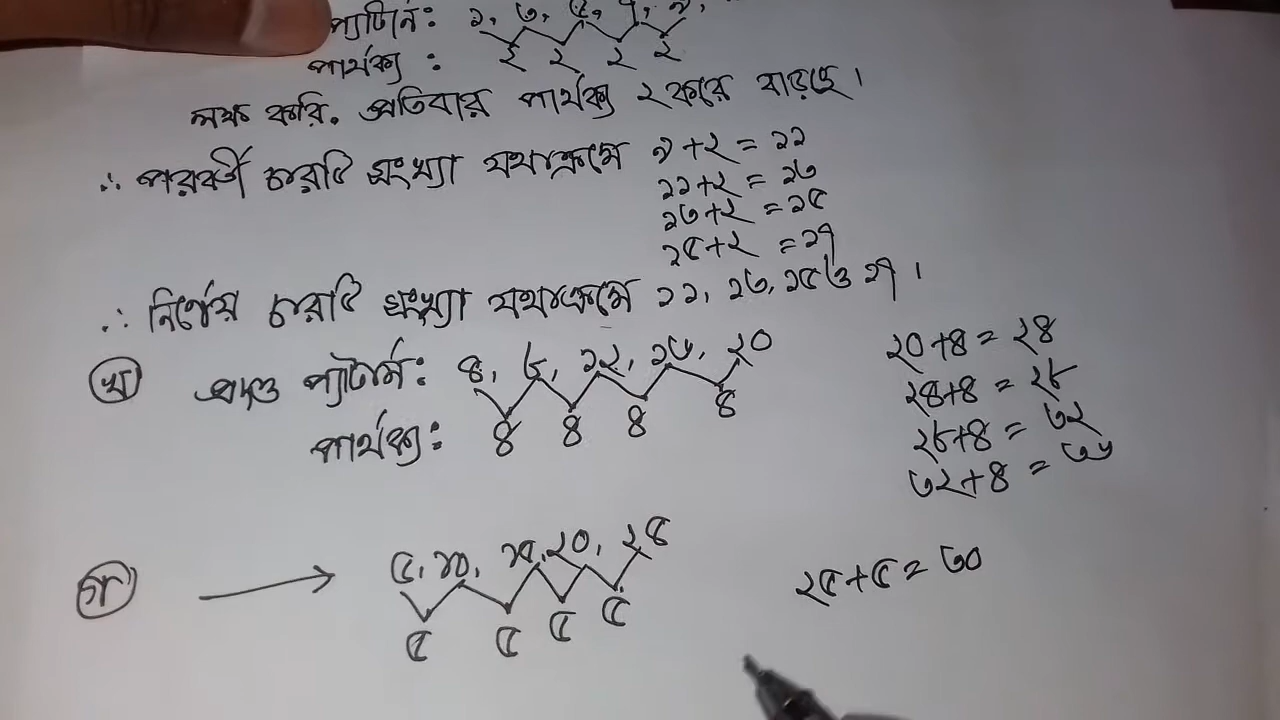 প্যাটার্ন: ১, ৩, ৫, ৭, ৯,
পার্থক্য : ২ ২ ২ ২
লক্ষ করি, প্রতিবার পার্থক্য ২ করে বাড়ছে।
∴ পরবর্তী চারটি সংখ্যা যথাক্রমে ৯+২ = ১১
১১+২ = ১৩
১৩+২ = ১৫
১৫+২ = ১৭
∴ নির্ণেয় চারটি সংখ্যা যথাক্রমে ১১, ১৩, ১৫ ও ১৭।
খ প্রদত্ত প্যাটার্ন: ৪, ৮, ১২, ১৬, ২০
পার্থক্য: ৪ ৪ ৪ ৪
২০+৪ = ২৪
২৪+৪ = ২৮
২৮+৪ = ৩২
৩২+৪ = ৩৬
গ → ৫, ১০, ১৫, ২০, ২৫
৫ ৫ ৫ ৫
২৫+৫ = ৩০